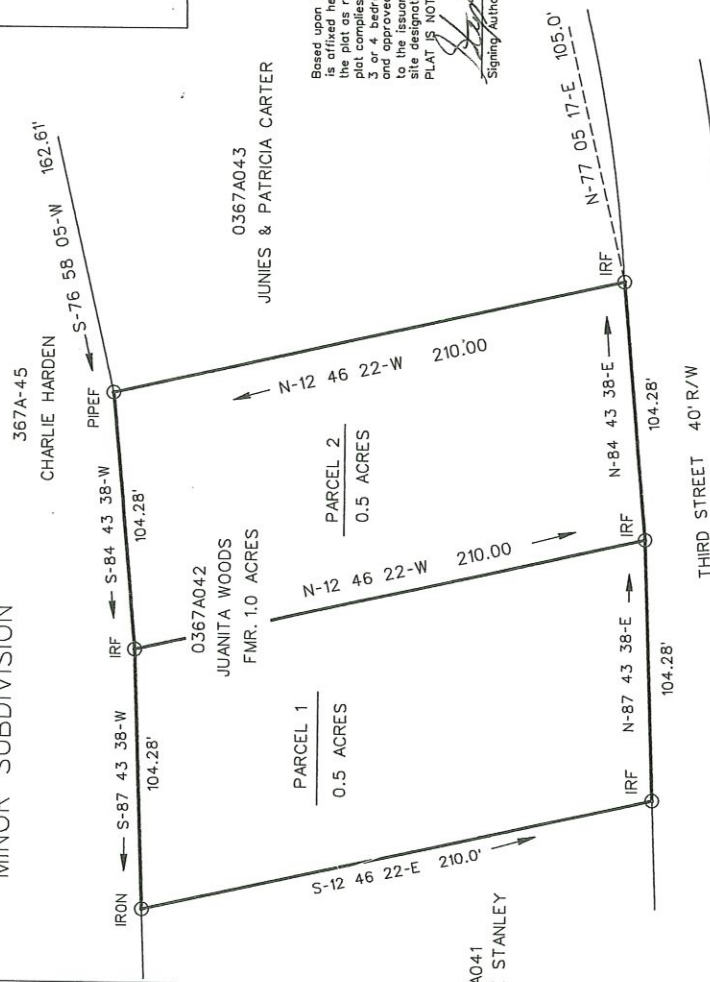 MINOR SUBDIVISION
367A-45
CHARLIE HARDEN
S-76 58 05-W 162.61'
PIPEF
S-84 43 38-W
104.28'
IRF
S-87 43 38-W
104.28'
IRON
0367A043
JUNIES & PATRICIA CARTER
N-12 46 22-W 210.00
PARCEL 2
0.5 ACRES
0367A042
JUANITA WOODS
FMR. 1.0 ACRES
N-12 46 22-W 210.00
PARCEL 1
0.5 ACRES
S-12 46 22-E 210.0'
A041
STANLEY
IRF
N-87 43 38-E
104.28'
IRF
N-84 43 38-E
104.28'
IRF
N-77 05 17-E 105.0'
THIRD STREET 40' R/W
Based upon
is affixed he
the plat as r
plat complies
3 or 4 bedr
and approved
to the issuar
site designat
PLAT IS NOT
Signing Autho